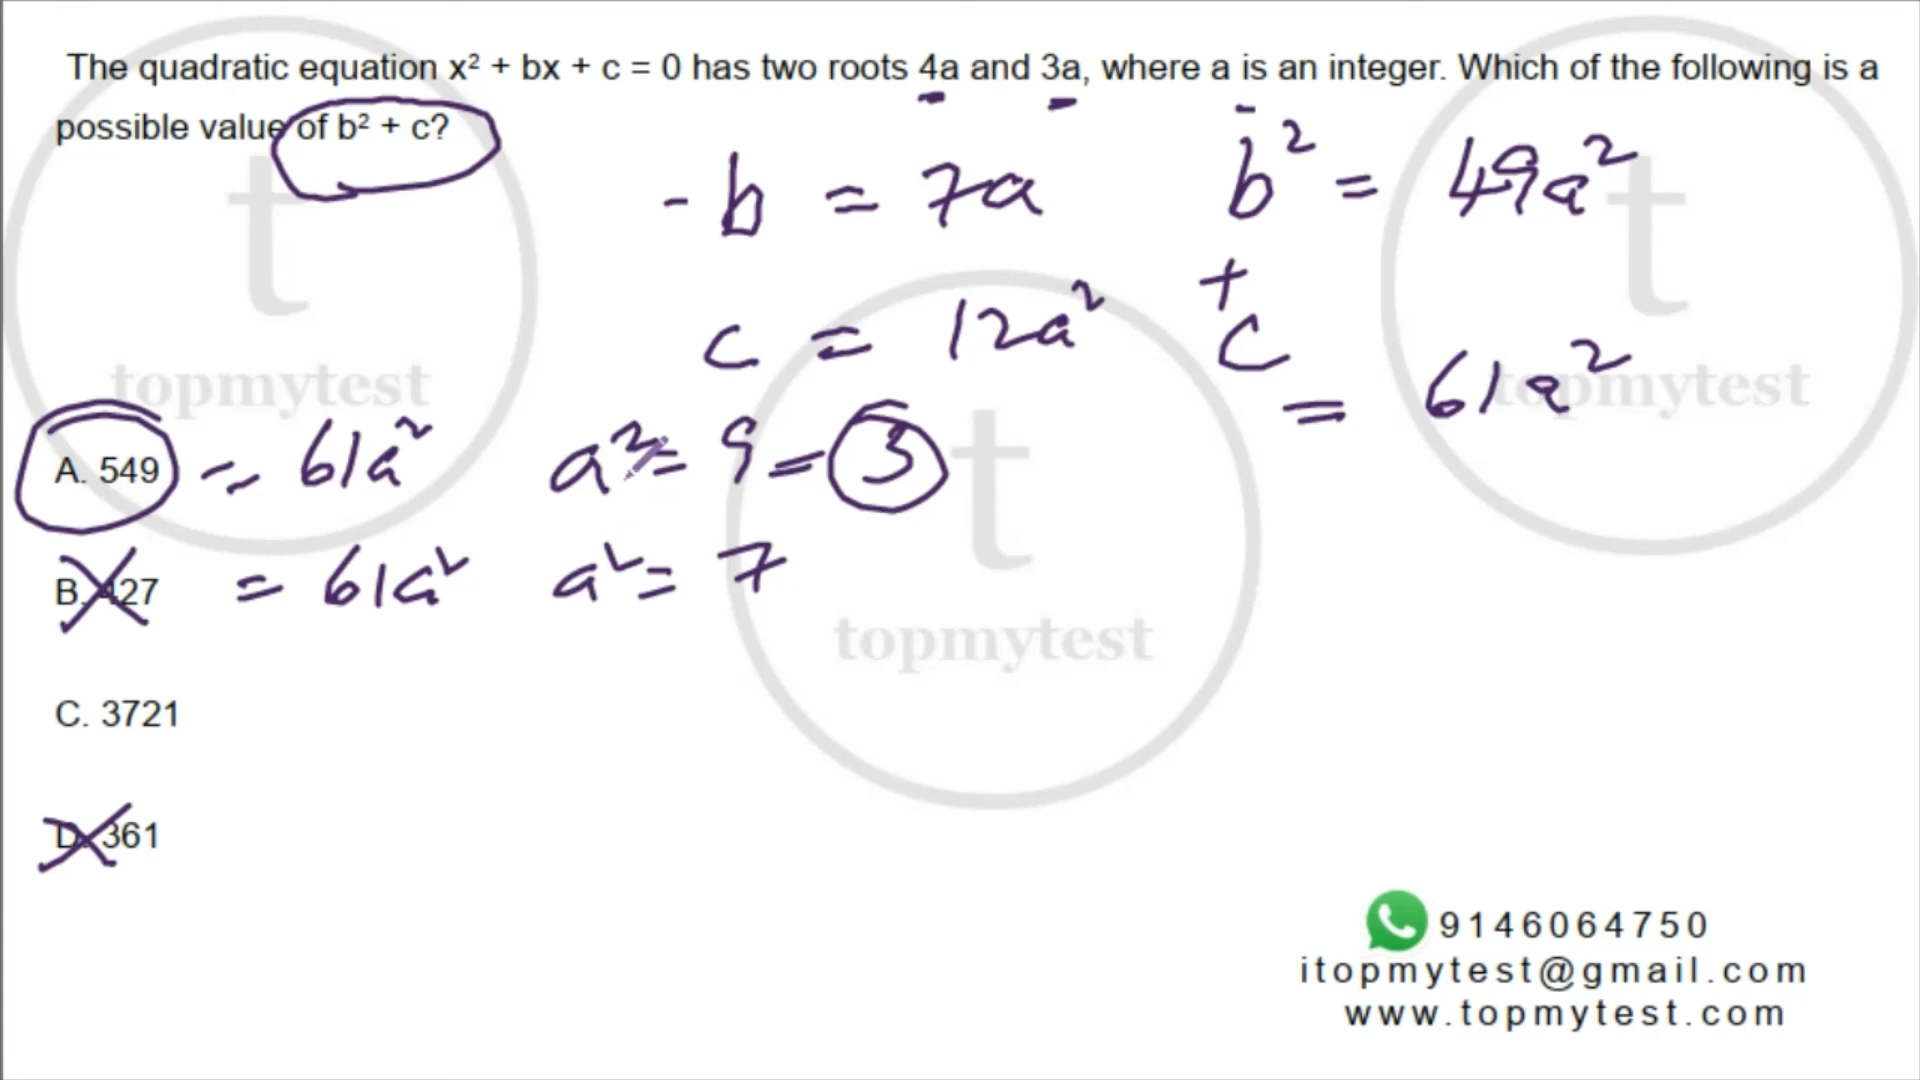 The quadratic equation x² + bx + c = 0 has two roots 4a and 3a, where a is an integer. Which of the following is a
possible value of b² + c?
- b = 7a
b² = 49a²
+
c = 12a²
c
= 61a²
t
topmytest
t
topmytest
A. 549 = 61a² a² = 9 = 3
B. 427 = 61a² a² = 7
t
topmytest
C. 3721
D. 361
9146064750
itopmytest@gmail.com
www.topmytest.com